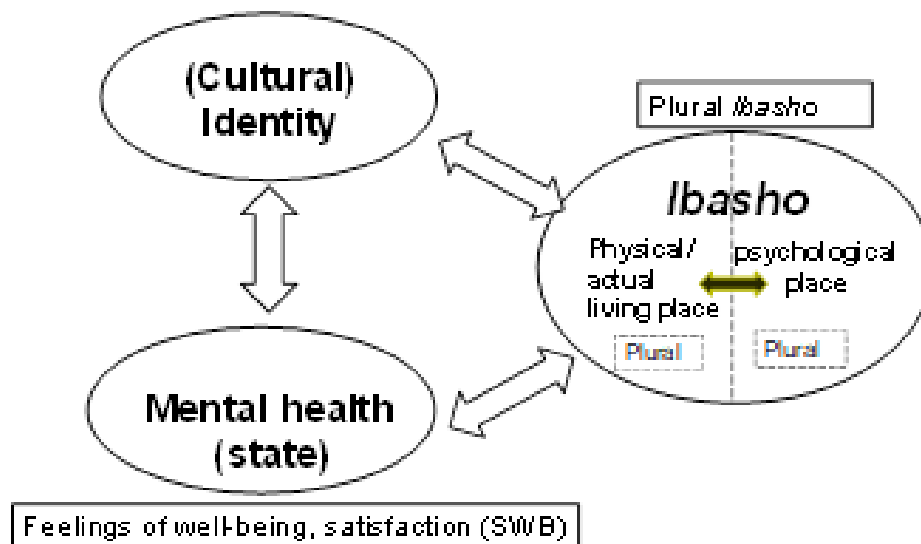 (Cultural)
Identity
Plural Ibasho
Ibasho
Physical/
actual
living place
psychological
place
Plural
Plural
Mental health
(state)
Feelings of well-being, satisfaction (SWB)